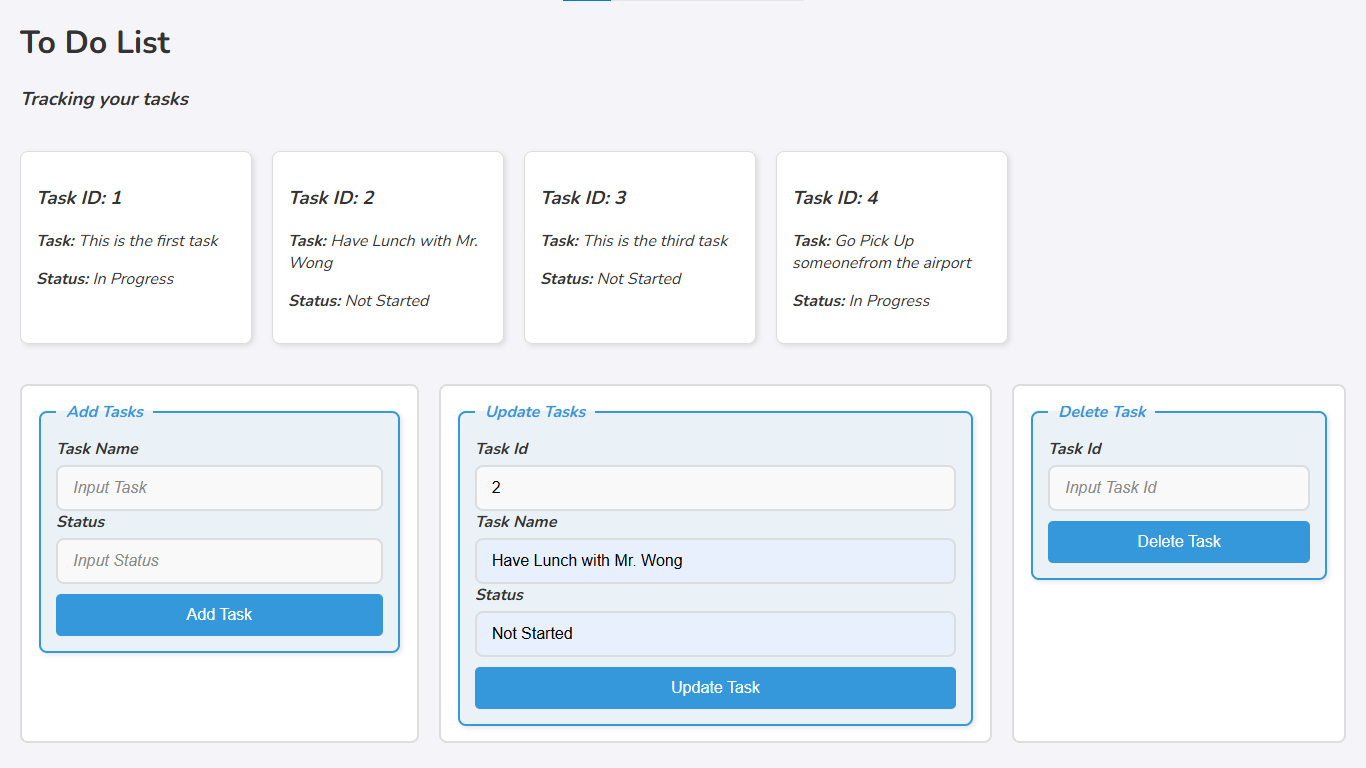 To Do List
Tracking your tasks
Task ID: 1
Task: This is the first task
Status: In Progress
Task ID: 2
Task: Have Lunch with Mr.
Wong
Status: Not Started
Task ID: 3
Task: This is the third task
Status: Not Started
Task ID: 4
Task: Go Pick Up
someonefrom the airport
Status: In Progress
Add Tasks
Task Name
Input Task
Status
Input Status
Add Task
Update Tasks
Task Id
2
Task Name
Have Lunch with Mr. Wong
Status
Not Started
Update Task
Delete Task
Task Id
Input Task Id
Delete Task